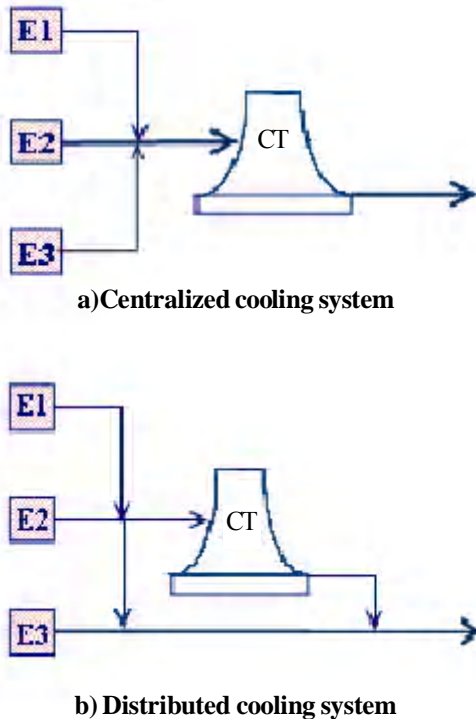 E1
E2
CT
E3
a)Centralized cooling system
E1
E2
CT
E3
b) Distributed cooling system